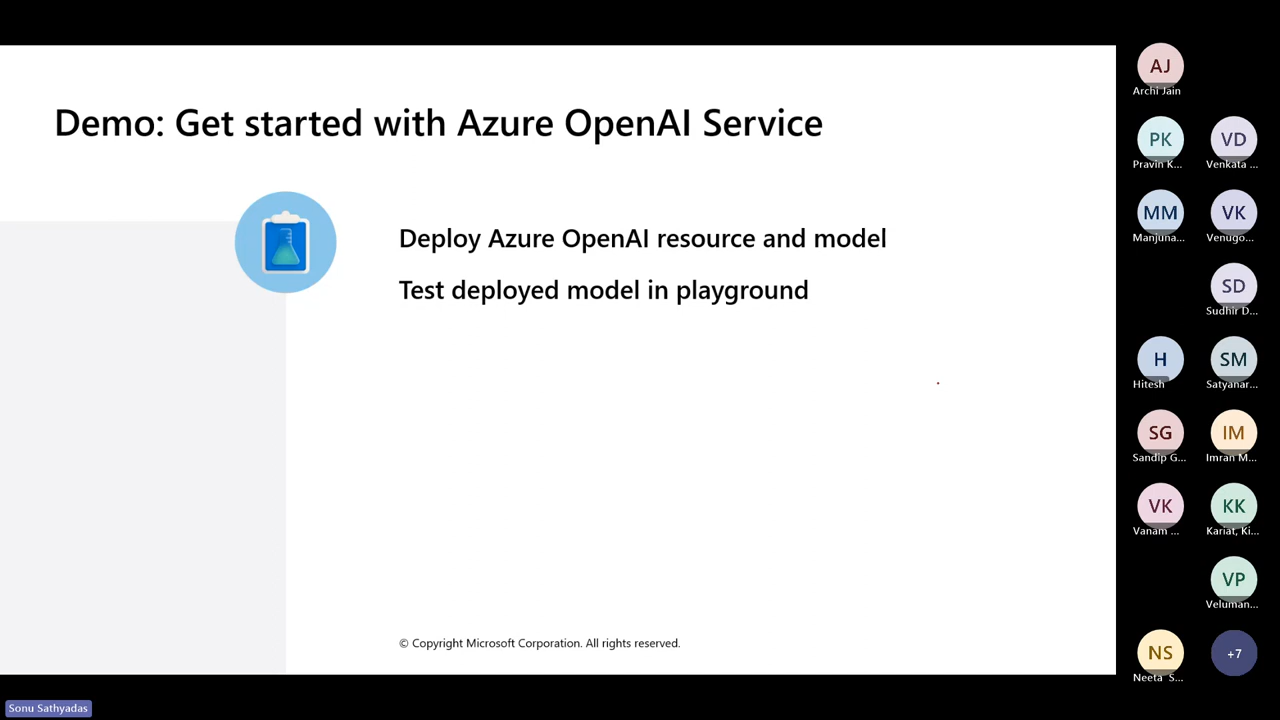 Demo: Get started with Azure OpenAI Service
Deploy Azure OpenAI resource and model
Test deployed model in playground
© Copyright Microsoft Corporation. All rights reserved.
AJ
Archi Jain
PK
Pravin K...
VD
Venkata ...
MM
Manjuna...
VK
Venugo...
SD
Sudhir D...
H
Hitesh
SM
Satyanar...
SG
Sandip G...
IM
Imran M...
VK
Vanam ...
KK
Kariat, Ki...
VP
Veluman...
NS
Neeta S...
+7
Sonu Sathyadas